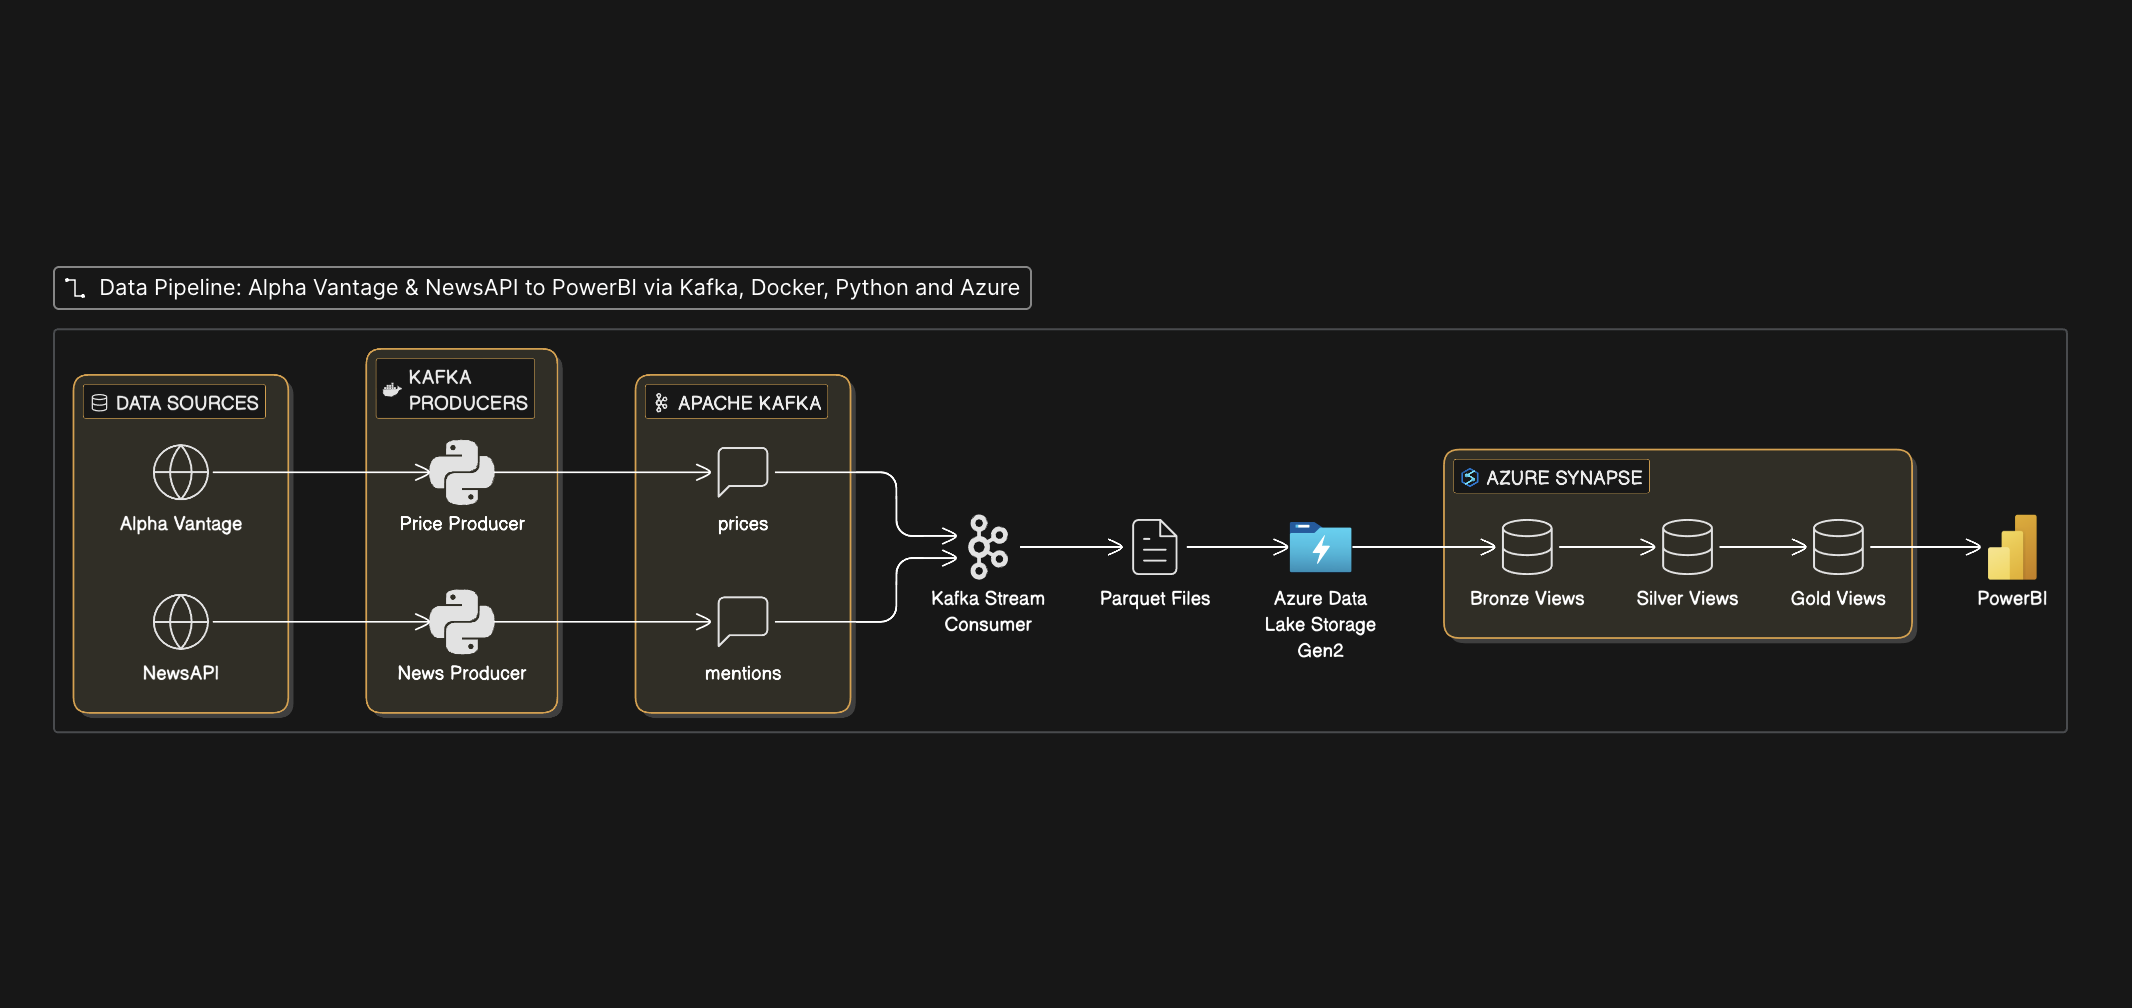 Data Pipeline: Alpha Vantage & NewsAPI to PowerBI via Kafka, Docker, Python and Azure
DATA SOURCES
Alpha Vantage
NewsAPI
KAFKA
PRODUCERS
Price Producer
News Producer
APACHE KAFKA
prices
mentions
Kafka Stream
Consumer
Parquet Files
Azure Data
Lake Storage
Gen2
AZURE SYNAPSE
Bronze Views
Silver Views
Gold Views
PowerBI